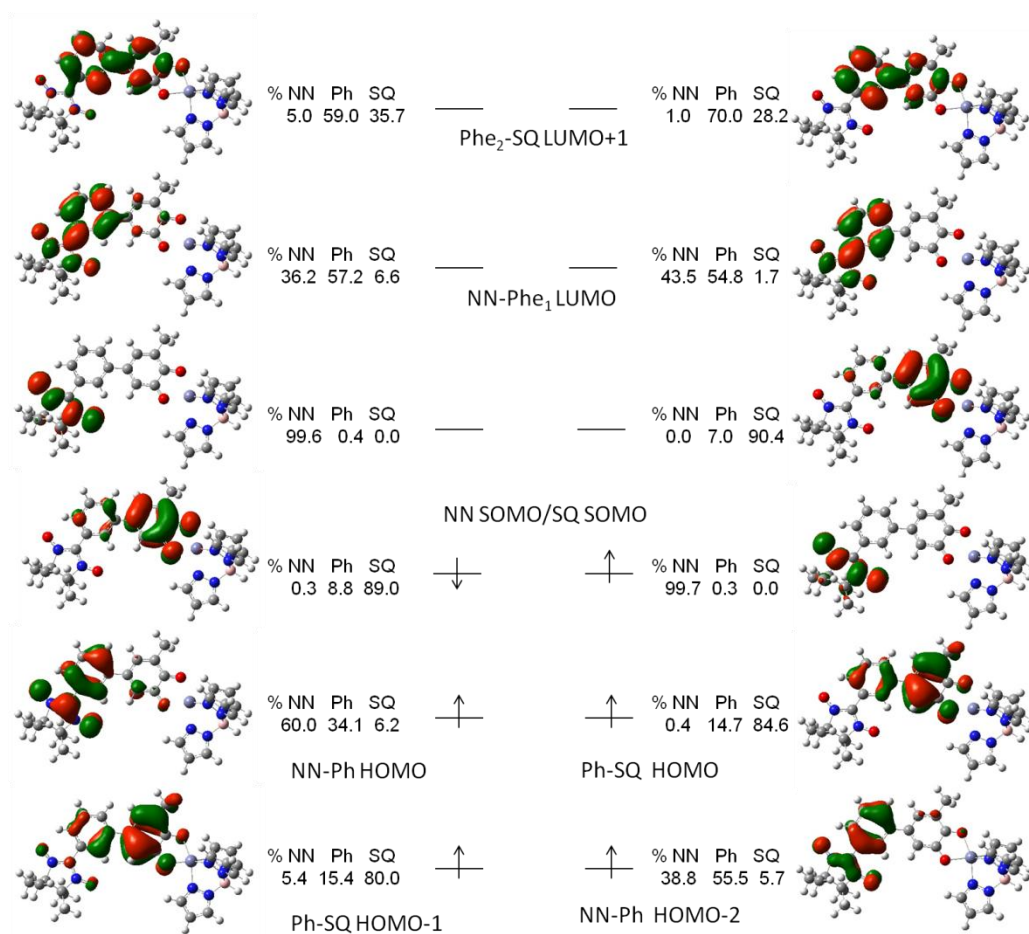 % NN Ph SQ
5.0 59.0 35.7
% NN Ph SQ
1.0 70.0 28.2
Phe2-SQ LUMO+1
% NN Ph SQ
36.2 57.2 6.6
% NN Ph SQ
43.5 54.8 1.7
NN-Phe1 LUMO
% NN Ph SQ
99.6 0.4 0.0
% NN Ph SQ
0.0 7.0 90.4
NN SOMO/SQ SOMO
% NN Ph SQ
0.3 8.8 89.0
% NN Ph SQ
99.7 0.3 0.0
% NN Ph SQ
60.0 34.1 6.2
% NN Ph SQ
0.4 14.7 84.6
NN-Ph HOMO
Ph-SQ HOMO
% NN Ph SQ
5.4 15.4 80.0
% NN Ph SQ
38.8 55.5 5.7
Ph-SQ HOMO-1
NN-Ph HOMO-2